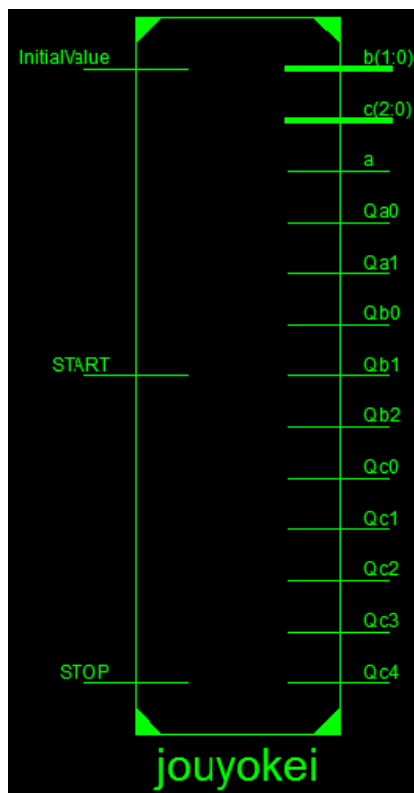 InitialValue
b(1:0)
c(2:0)
a
Qa0
Qa1
Qb0
START
Qb1
Qb2
Qc0
Qc1
Qc2
Qc3
STOP
Qc4
jouyokei